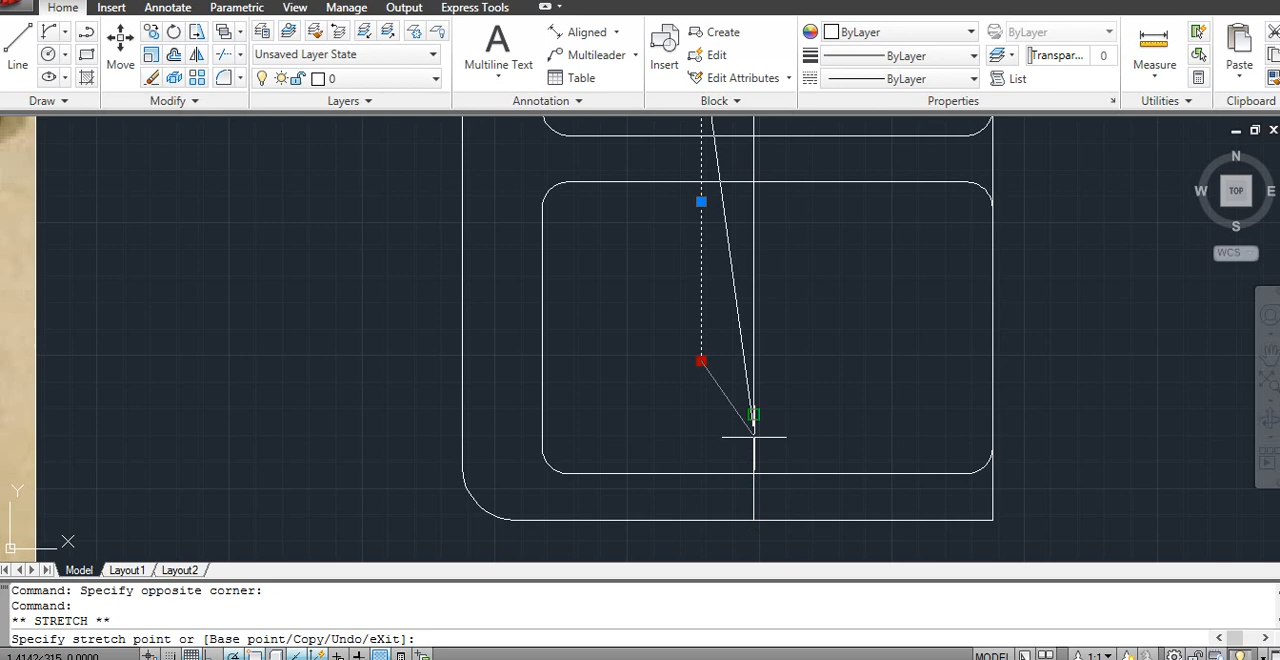 Home Insert Annotate Parametric View Manage Output Express Tools
Line
Move
Unsaved Layer State
0
Multiline Text
Aligned
Multileader
Table
Insert
Create
Edit
Edit Attributes
ByLayer
ByLayer
ByLayer
ByLayer
Transpar... 0
List
Measure
Paste
Draw Modify Layers Annotation Block Properties Utilities Clipboard
N
W TOP E
S
WCS
Y
X
Model Layout1 Layout2
Command: Specify opposite corner:
Command:
** STRETCH **
Specify stretch point or [Base point/Copy/Undo/eXit]:
MODEL 1:1